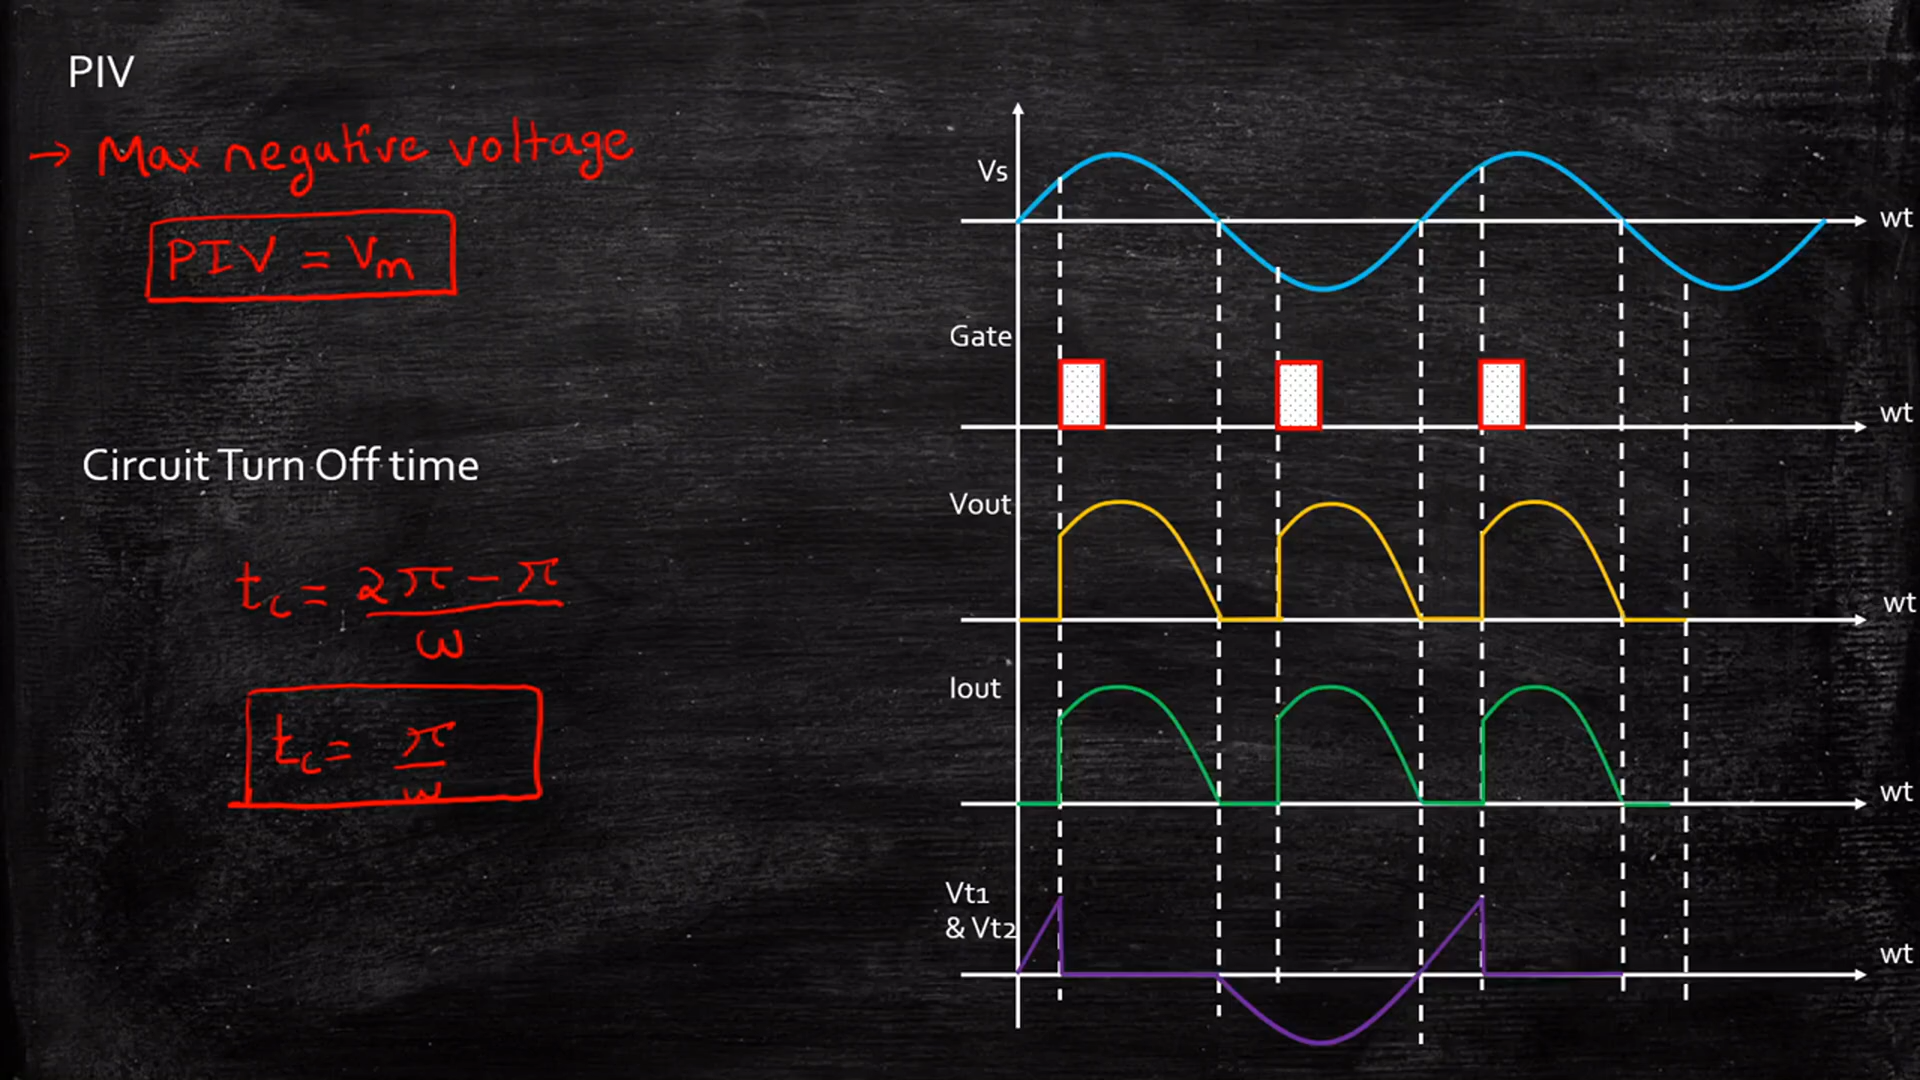 PIV
→ Max negative voltage
PIV = Vm
Circuit Turn Off time
tc = 2π - π
ω
tc = π
ω
Vs
wt
Gate
wt
Vout
wt
Iout
wt
Vt1
& Vt2
wt